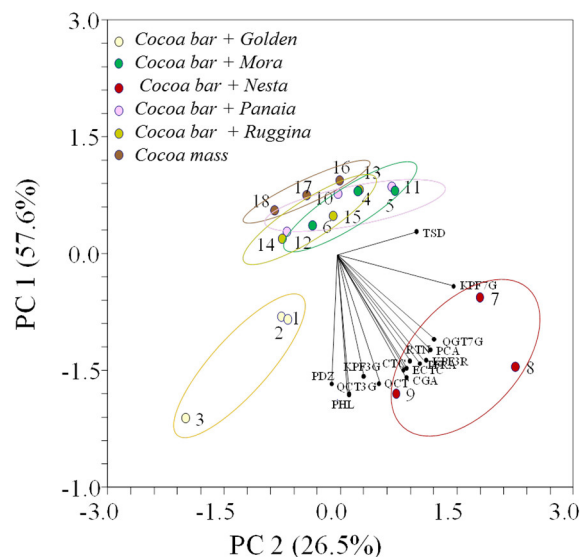 3.0
Cocoa bar + Golden
Cocoa bar + Mora
Cocoa bar + Nesta
Cocoa bar + Panaia
Cocoa bar + Ruggina
Cocoa mass
1.5
16
13
17
11
18
10
4
5
15
6
14
12
0.0
TSD
KPF7G
7
1
2
QGT7G
RTN
PCA
CTC
KPF3R
ECTC
8
KPF3G
PDZ
QCT3G
QCT
CGA
-1.5
9
PHL
3
-1.0
-3.0
-1.5
0.0
1.5
3.0
PC 1 (57.6%)
PC 2 (26.5%)